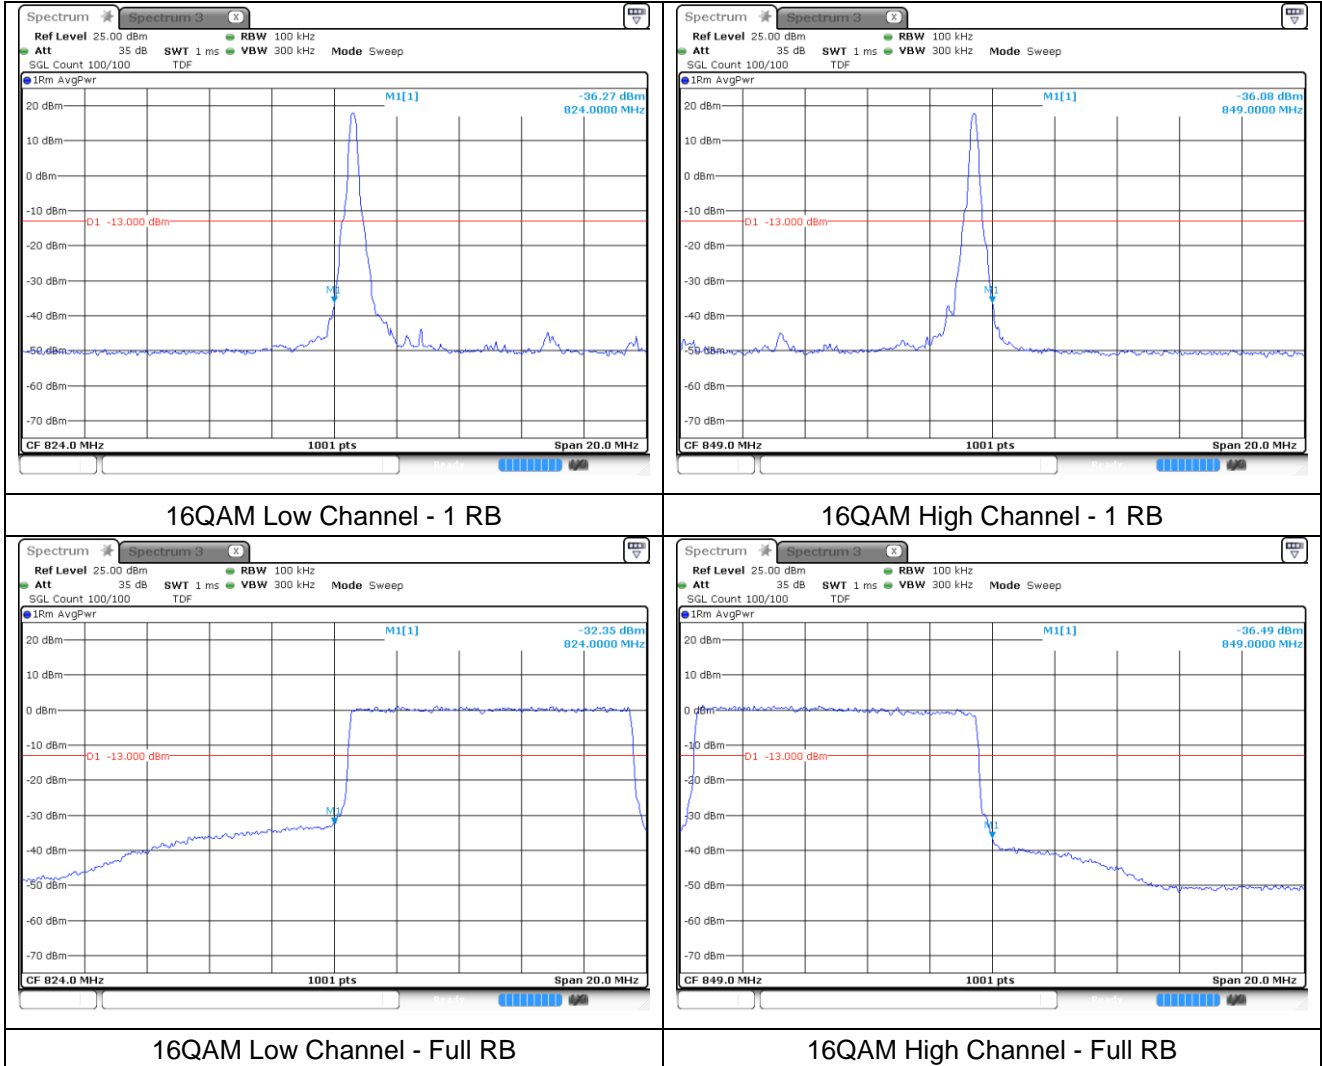 Spectrum Spectrum 3 X
Ref Level 25.00 dBm RBW 100 kHz
Att 35 dB SWT 1 ms VBW 300 kHz Mode Sweep
SGL Count 100/100 TDF
1Rm AvgPwr
M1[1] -36.27 dBm
824.0000 MHz
20 dBm
10 dBm
0 dBm
-10 dBm
D1 -13.000 dBm
-20 dBm
-30 dBm
M1
-40 dBm
-50 dBm
-60 dBm
-70 dBm
CF 824.0 MHz 1001 pts Span 20.0 MHz
16QAM Low Channel - 1 RB
Spectrum Spectrum 3 X
Ref Level 25.00 dBm RBW 100 kHz
Att 35 dB SWT 1 ms VBW 300 kHz Mode Sweep
SGL Count 100/100 TDF
1Rm AvgPwr
M1[1] -36.08 dBm
849.0000 MHz
20 dBm
10 dBm
0 dBm
-10 dBm
D1 -13.000 dBm
-20 dBm
-30 dBm
M1
-40 dBm
-50 dBm
-60 dBm
-70 dBm
CF 849.0 MHz 1001 pts Span 20.0 MHz
16QAM High Channel - 1 RB
Spectrum Spectrum 3 X
Ref Level 25.00 dBm RBW 100 kHz
Att 35 dB SWT 1 ms VBW 300 kHz Mode Sweep
SGL Count 100/100 TDF
1Rm AvgPwr
M1[1] -32.35 dBm
824.0000 MHz
20 dBm
10 dBm
0 dBm
-10 dBm
D1 -13.000 dBm
-20 dBm
-30 dBm
M1
-40 dBm
-50 dBm
-60 dBm
-70 dBm
CF 824.0 MHz 1001 pts Span 20.0 MHz
16QAM Low Channel - Full RB
Spectrum Spectrum 3 X
Ref Level 25.00 dBm RBW 100 kHz
Att 35 dB SWT 1 ms VBW 300 kHz Mode Sweep
SGL Count 100/100 TDF
1Rm AvgPwr
M1[1] -36.49 dBm
849.0000 MHz
20 dBm
10 dBm
0 dBm
-10 dBm
D1 -13.000 dBm
-20 dBm
-30 dBm
M1
-40 dBm
-50 dBm
-60 dBm
-70 dBm
CF 849.0 MHz 1001 pts Span 20.0 MHz
16QAM High Channel - Full RB